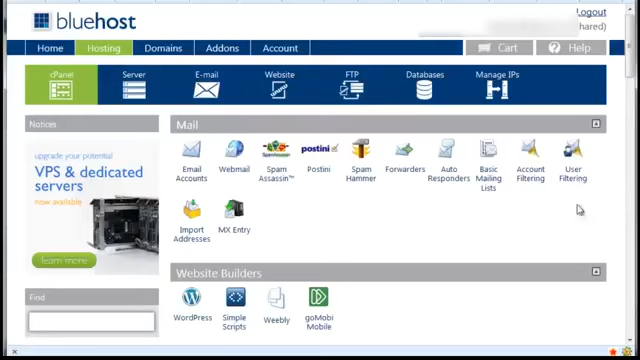 bluehost
Logout
hared)
Home
Hosting
Domains
Addons
Account
Cart
? Help
cPanel
Server
E-mail
Website
FTP
Databases
Manage IPs
Notices
upgrade your potential
VPS & dedicated
servers
now available
learn more
Find
Mail
Email
Accounts
Webmail
Spam
Assassin™
postini
Postini
Spam
Hammer
Forwarders
Auto
Responders
Basic
Mailing
Lists
Account
Filtering
User
Filtering
Import
Addresses
MX Entry
Website Builders
WordPress
Simple
Scripts
Weebly
goMobi
Mobile